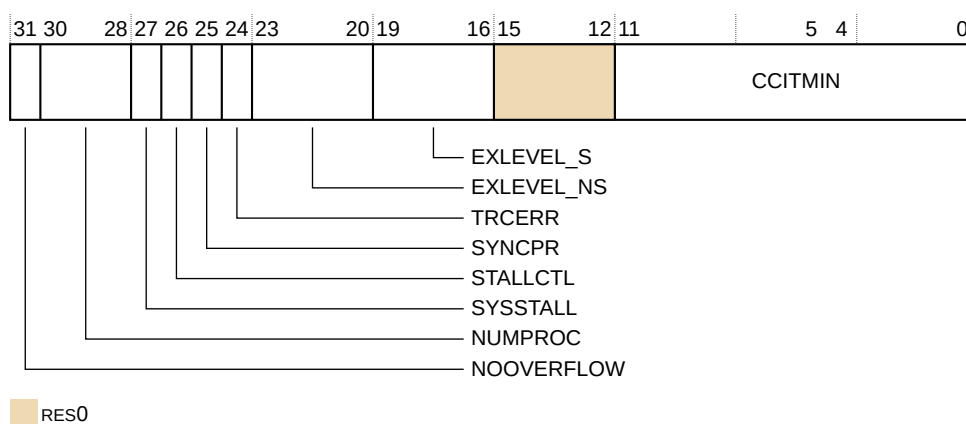 31 30 28 27 26 25 24 23 20 19 16 15 12 11 5 4 0
CCITMIN
EXLEVEL_S
EXLEVEL_NS
TRCERR
SYNCPR
STALLCTL
SYSSTALL
NUMPROC
NOOVERFLOW
RES0